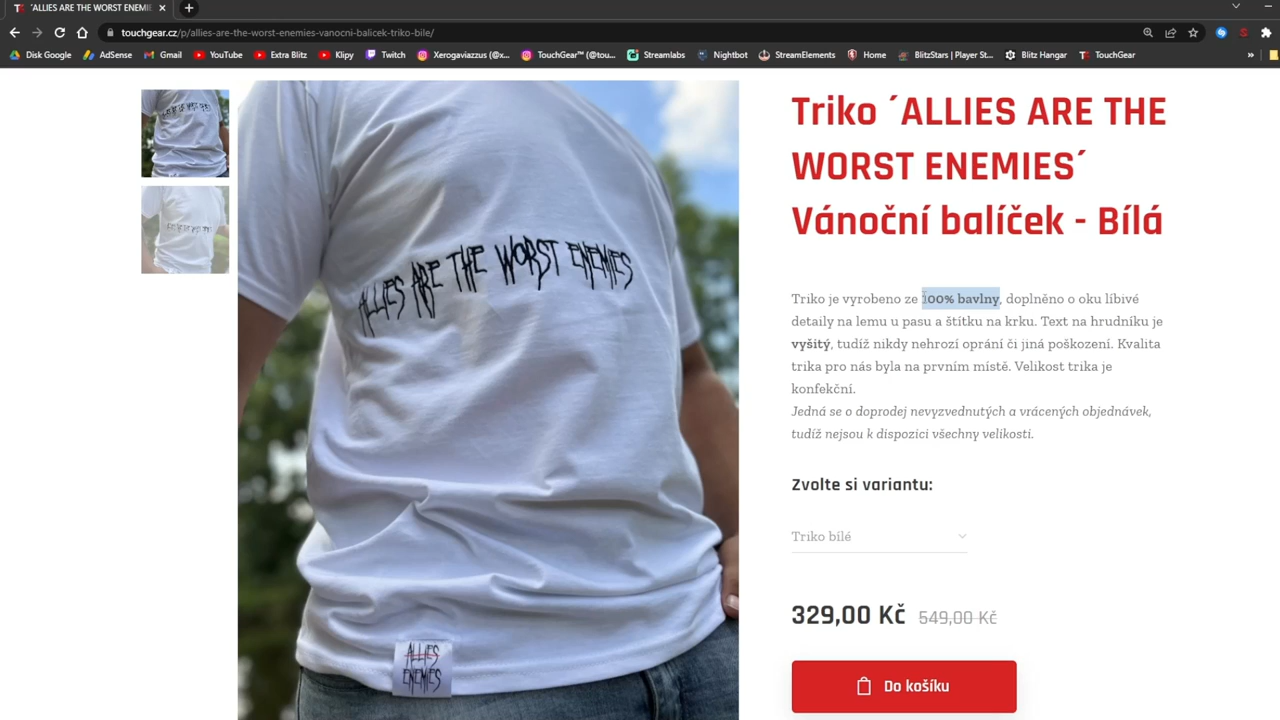 ´ALLIES ARE THE WORST ENEMIE
touchgear.cz/p/allies-are-the-worst-enemies-vanocni-balicek-triko-bile/
Disk Google AdSense Gmail YouTube Extra Blitz Klipy Twitch Xerogaviazzus (@x... TouchGear™ (@tou... Streamlabs Nightbot StreamElements Home BlitzStars | Player St... Blitz Hangar TouchGear »
Triko ´ALLIES ARE THE
WORST ENEMIES´
Vánoční balíček - Bílá
ALLIES ARE THE WORST ENEMIES
Triko je vyrobeno ze 100% bavlny, doplněno o oku líbivé
detaily na lemu u pasu a štítku na krku. Text na hrudníku je
vyšitý, tudíž nikdy nehrozí oprání či jiná poškození. Kvalita
trika pro nás byla na prvním místě. Velikost trika je
konfekční.
Jedná se o doprodej nevyzvednutých a vrácených objednávek,
tudíž nejsou k dispozici všechny velikosti.
Zvolte si variantu:
Triko bílé
329,00 Kč 549,00 Kč
Do košíku
ALLIES
ENEMIES